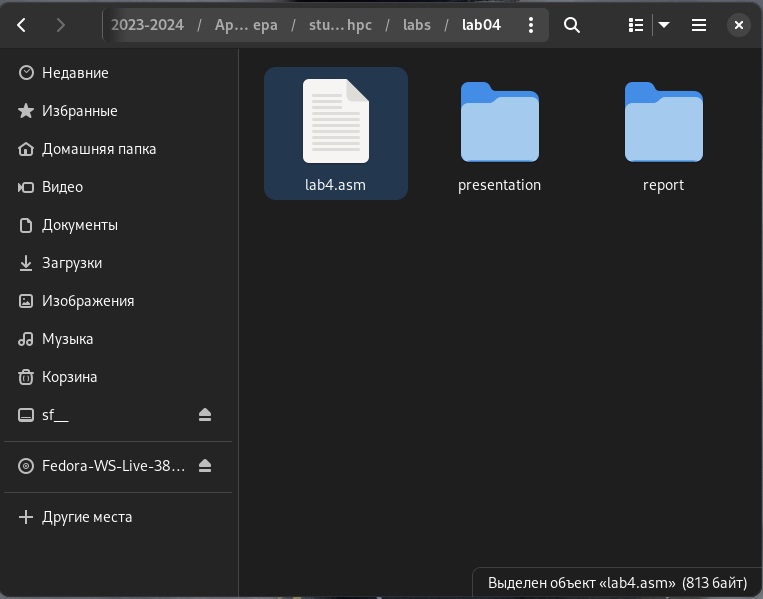 2023-2024 / Ap... ера / stu...hpc / labs / lab04
Недавние
Избранные
Домашняя папка
Видео
Документы
Загрузки
Изображения
Музыка
Корзина
sf__
Fedora-WS-Live-38...
Другие места
lab4.asm
presentation
report
Выделен объект «lab4.asm» (813 байт)